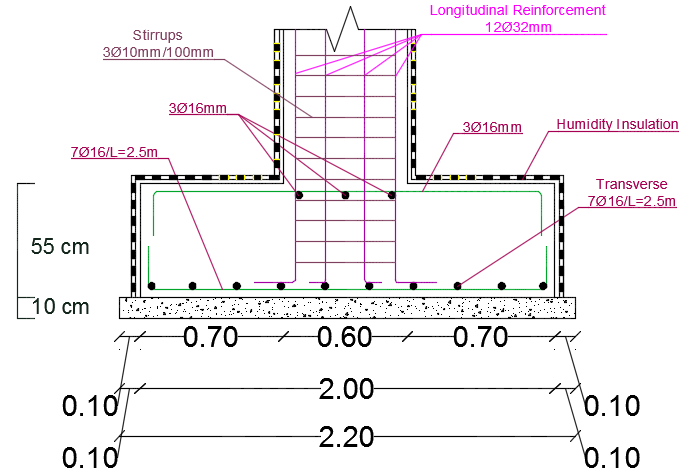 Longitudinal Reinforcement
12Ø32mm
Stirrups
3Ø10mm/100mm
3Ø16mm
3Ø16mm
Humidity Insulation
7Ø16/L=2.5m
Transverse
7Ø16/L=2.5m
55 cm
10 cm
0.70 0.60 0.70
0.10 2.00 0.10
0.10 2.20 0.10